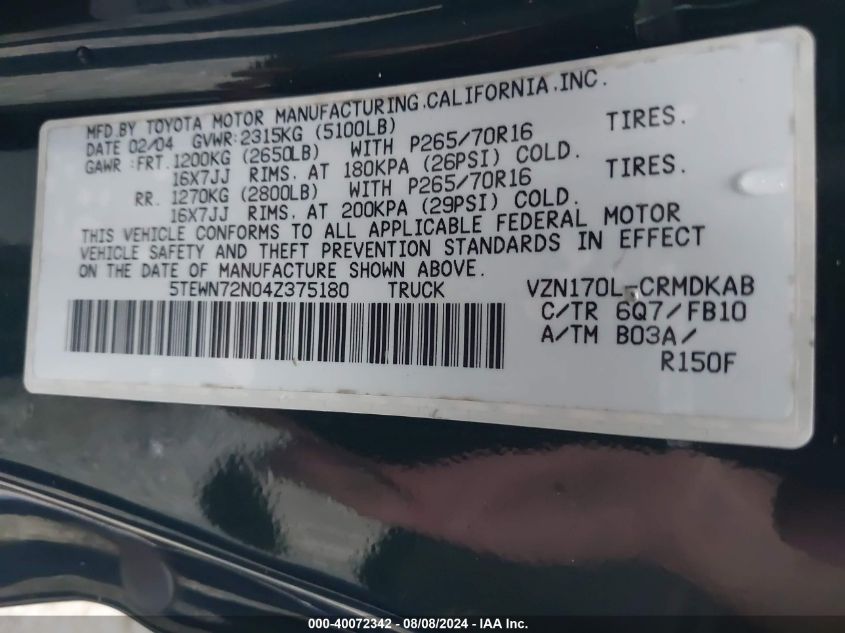 MFD.BY TOYOTA MOTOR MANUFACTURING.CALIFORNIA.INC.
DATE 02/04 GVWR:2315KG (5100LB)
GAWR :FRT.1200KG (2650LB) WITH P265/70R16 TIRES.
16X7JJ RIMS. AT 180KPA (26PSI) COLD.
RR. 1270KG (2800LB) WITH P265/70R16 TIRES.
16X7JJ RIMS. AT 200KPA (29PSI) COLD.
THIS VEHICLE CONFORMS TO ALL APPLICABLE FEDERAL MOTOR
VEHICLE SAFETY AND THEFT PREVENTION STANDARDS IN EFFECT
ON THE DATE OF MANUFACTURE SHOWN ABOVE.
5TEWN72N04Z375180 TRUCK VZN170L-CRMDKAB
C/TR 6Q7/FB10
A/TM B03A/
R150F
000-40072342 - 08/08/2024 - IAA Inc.